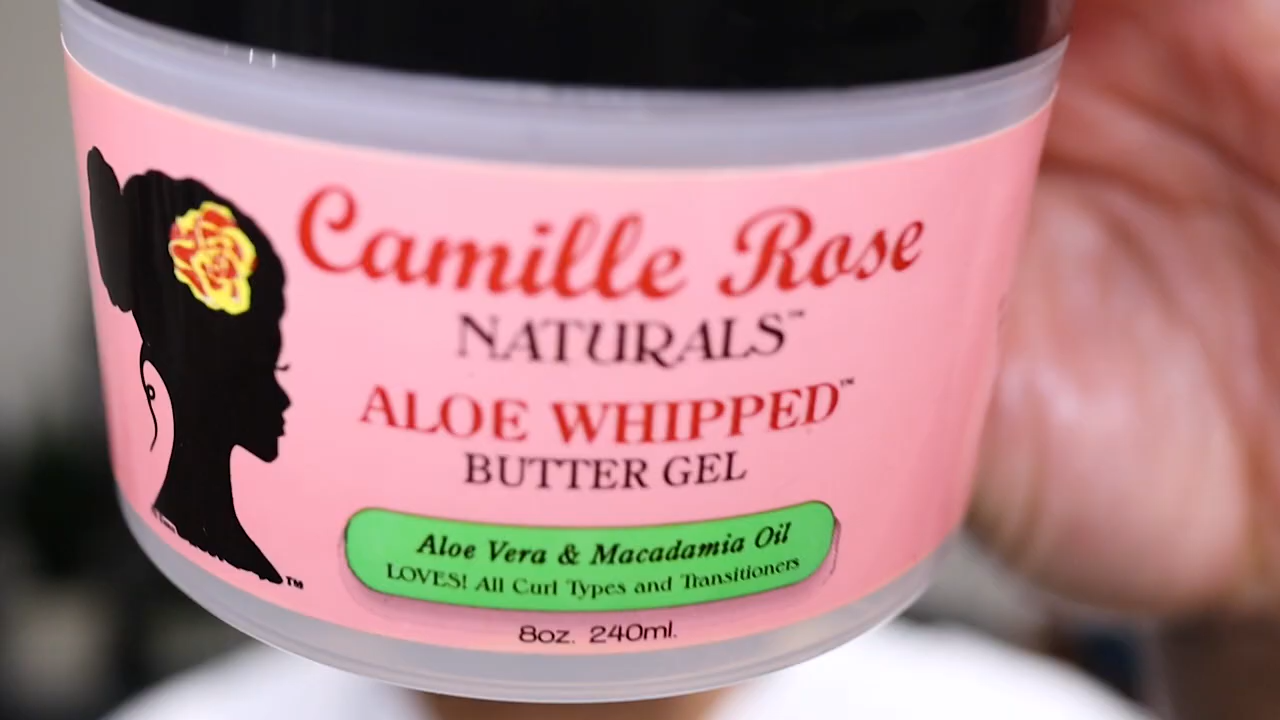 Camille Rose
NATURALS™
ALOE WHIPPED™
BUTTER GEL
Aloe Vera & Macadamia Oil
LOVES! All Curl Types and Transitioners
8oz. 240ml.
™